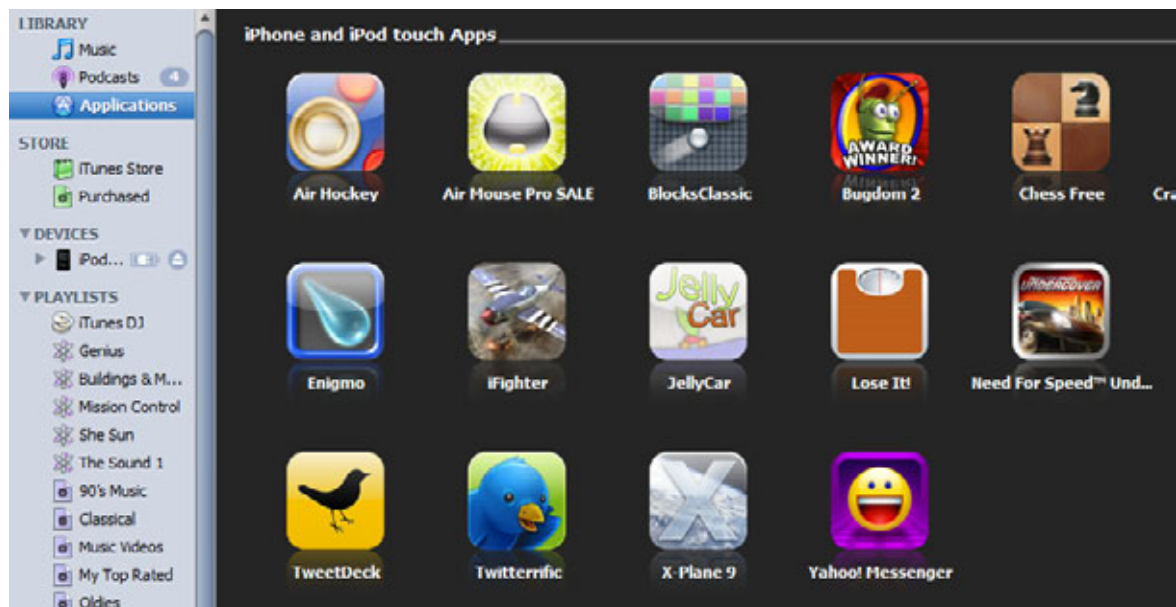 LIBRARY
Music
Podcasts 4
Applications
STORE
iTunes Store
Purchased
DEVICES
iPod...
PLAYLISTS
iTunes DJ
Genius
Buildings & M...
Mission Control
She Sun
The Sound 1
90's Music
Classical
Music Videos
My Top Rated
Oldies
iPhone and iPod touch Apps
AWARD
WINNER!
Air Hockey Air Mouse Pro SALE BlocksClassic Bugdom 2 Chess Free Cra
Jelly
Car
UNDERCOVER
Enigmo iFighter JellyCar Lose It! Need For Speed™ Und...
X
TweetDeck Twitterrific X-Plane 9 Yahoo! Messenger